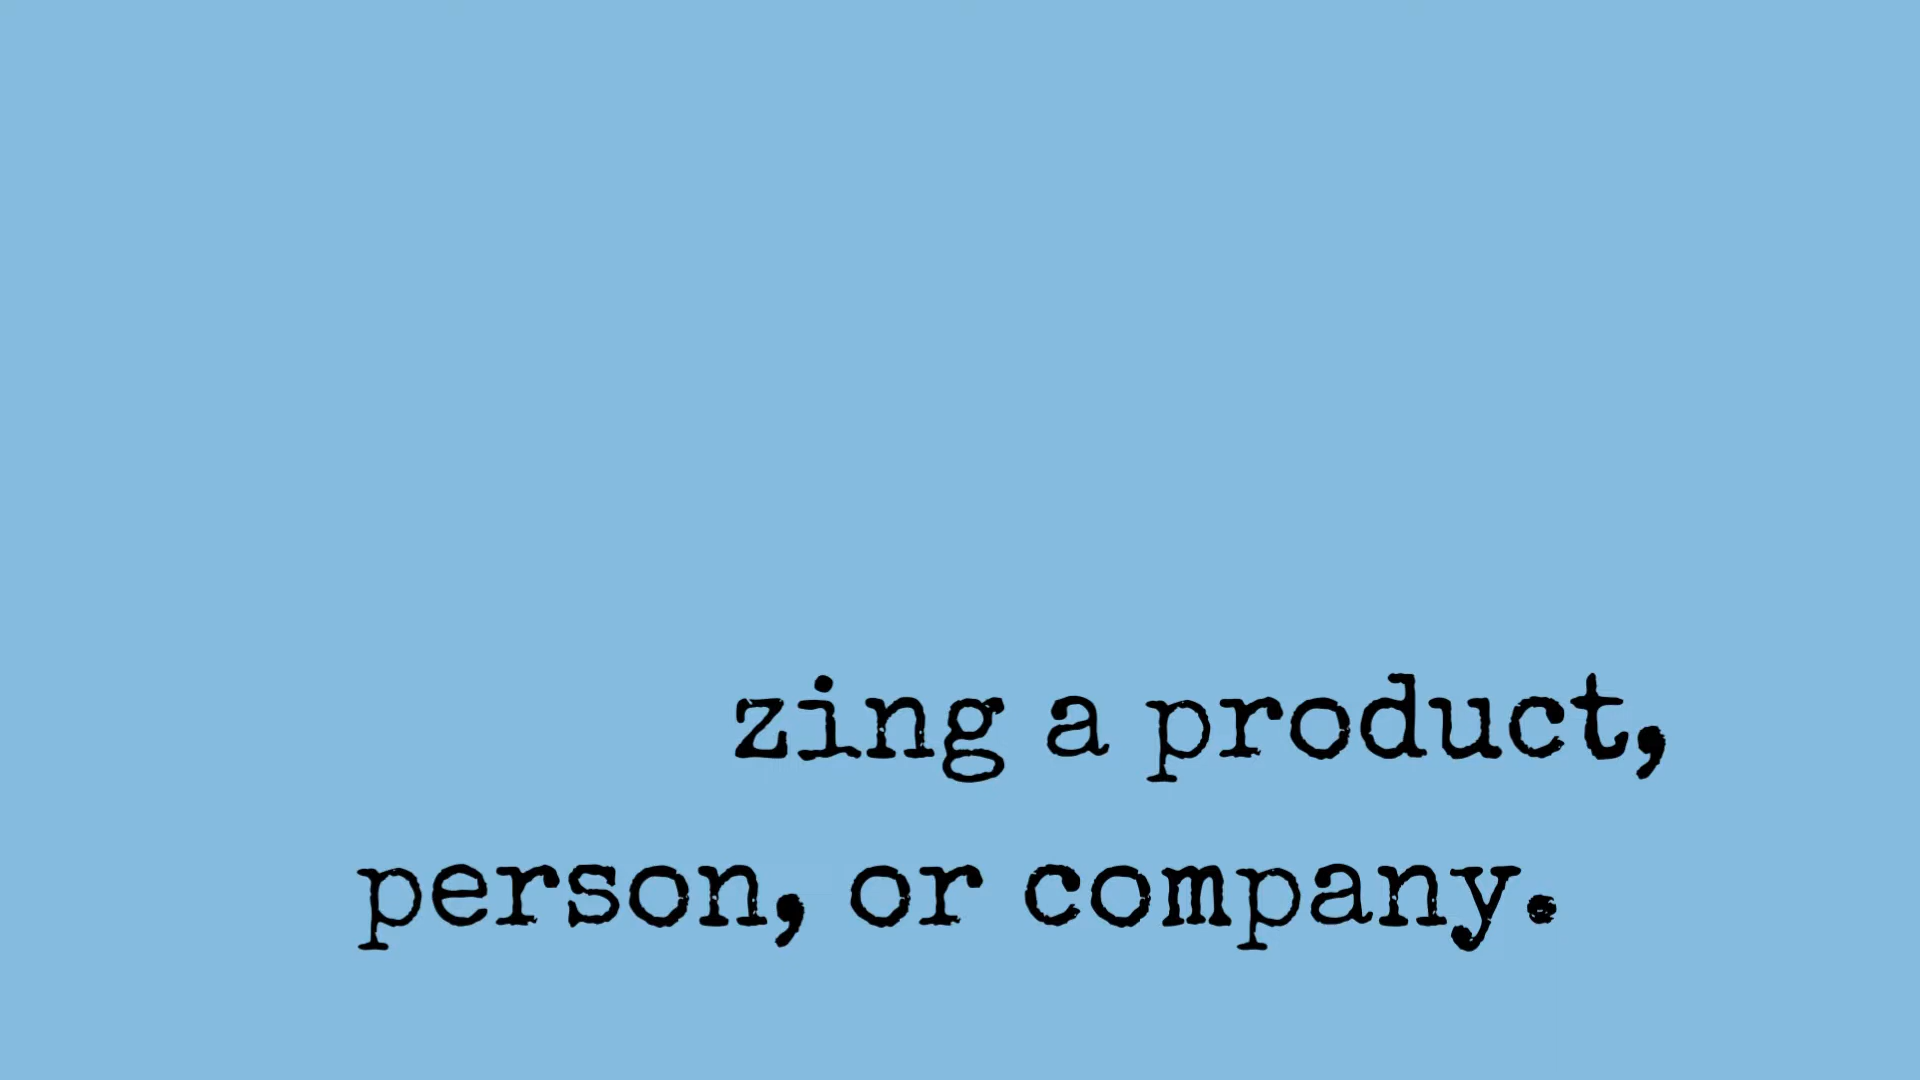 zing a product,
person, or company.